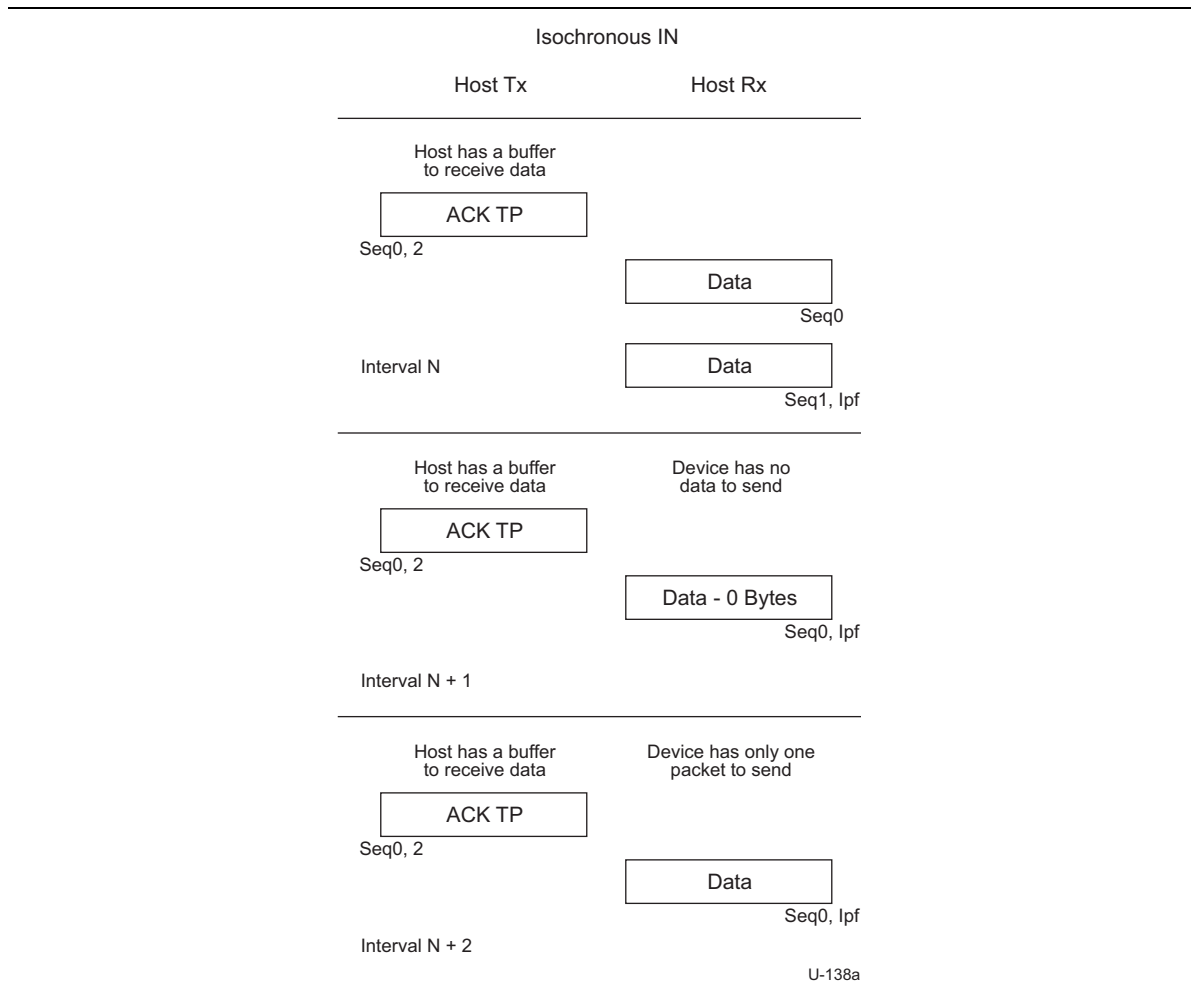 Isochronous IN
Host Tx
Host Rx
Host has a buffer
to receive data
ACK TP
Seq0, 2
Data
Seq0
Interval N
Data
Seq1, Ipf
Host has a buffer
to receive data
Device has no
data to send
ACK TP
Seq0, 2
Data - 0 Bytes
Seq0, Ipf
Interval N + 1
Host has a buffer
to receive data
Device has only one
packet to send
ACK TP
Seq0, 2
Data
Seq0, Ipf
Interval N + 2
U-138a